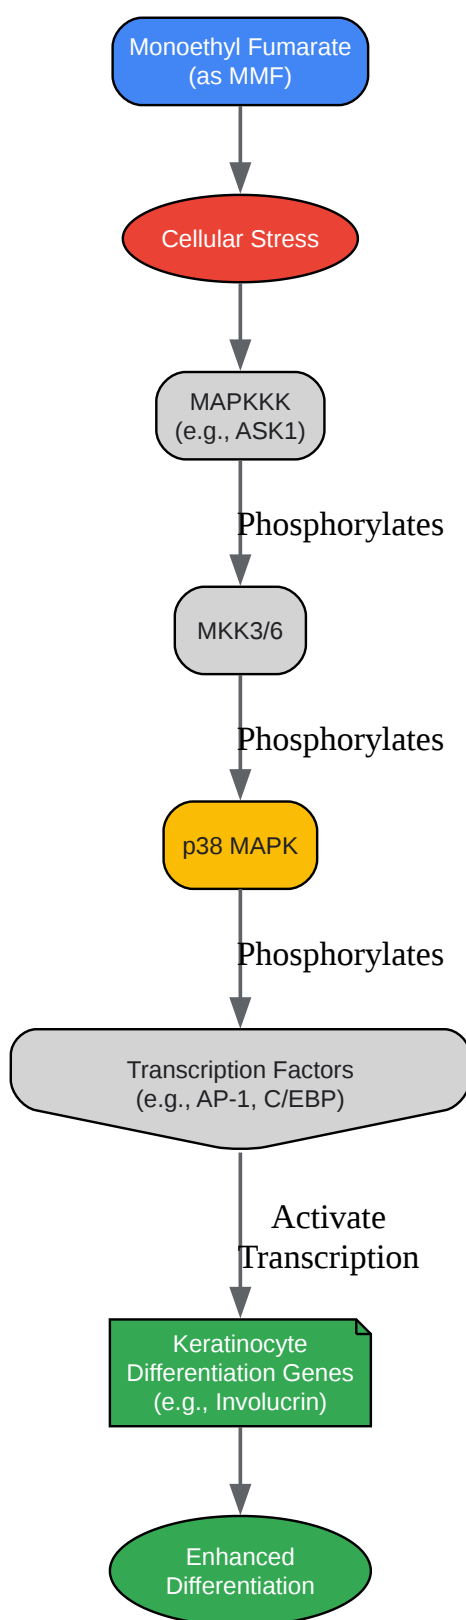 Monoethyl Fumarate
(as MMF)
Cellular Stress
MAPKKK
(e.g., ASK1)
Phosphorylates
MKK3/6
Phosphorylates
p38 MAPK
Phosphorylates
Transcription Factors
(e.g., AP-1, C/EBP)
Activate
Transcription
Keratinocyte
Differentiation Genes
(e.g., Involucrin)
Enhanced
Differentiation